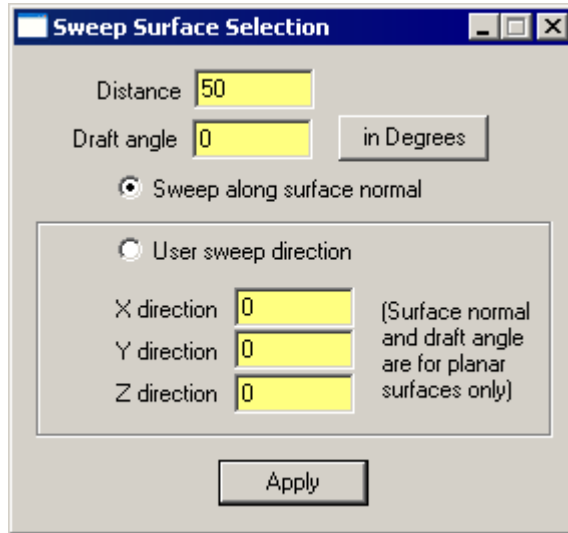 Sweep Surface Selection
Distance 50
Draft angle 0 in Degrees
Sweep along surface normal
User sweep direction
X direction 0
Y direction 0
Z direction 0
(Surface normal
and draft angle
are for planar
surfaces only)
Apply